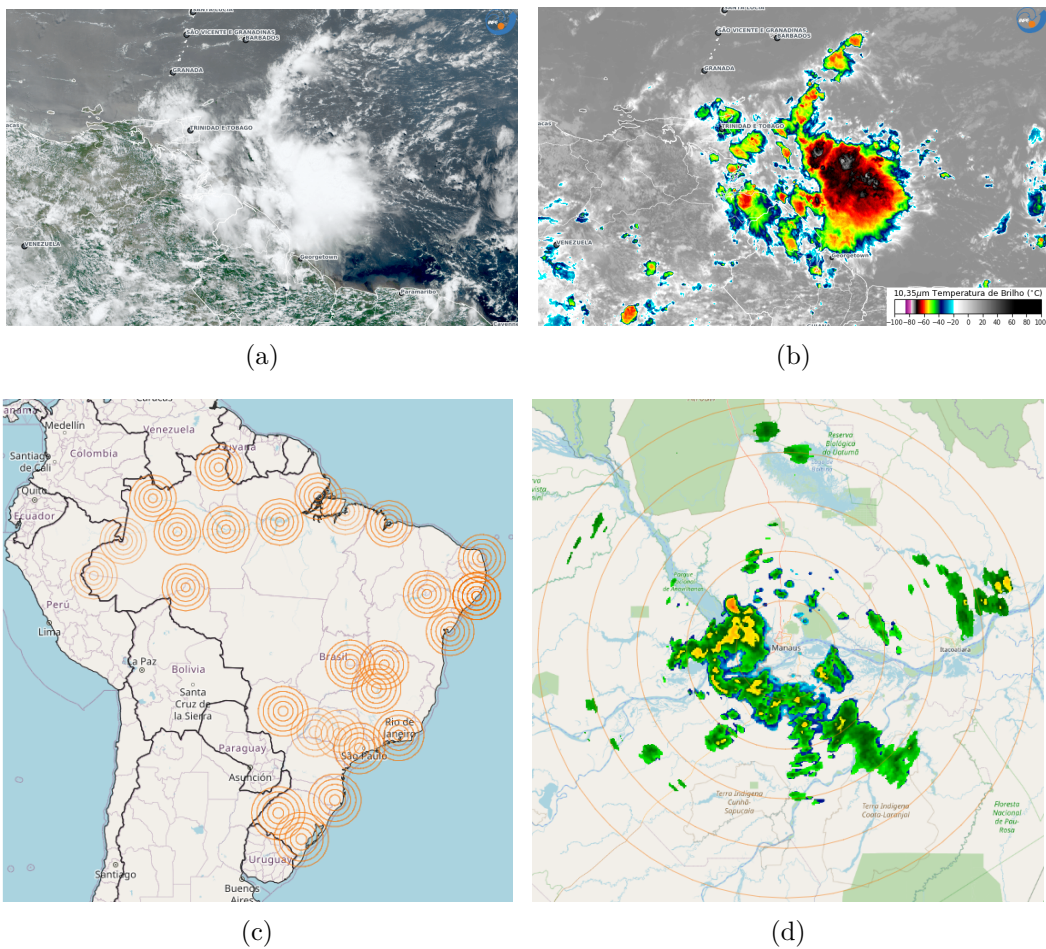 SANTA LÚCIA
SÃO VICENTE E GRANADINAS
BARBADOS
GRANADA
TRINIDAD E TOBAGO
VENEZUELA
Georgetown
Paramaribo
(a)
SÃO VICENTE E GRANADINAS
BARBADOS
GRANADA
TRINIDAD E TOBAGO
VENEZUELA
Georgetown
10,35μm Temperatura de Brilho (°C)
−100 −80 −60 −40 −20 0 20 40 60 80 100
(b)
Caracas
Medellín
Venezuela
Guyana
Santiago
de Cali
Colombia
Quito
Ecuador
Perú
Lima
Brasil
La Paz
Bolivia
Santa
Cruz de
la Sierra
Rio de
Janeiro
São Paulo
Paraguay
Asunción
Uruguay
Santiago
Buenos
Aires
(c)
Reserva
Biológica
do Uatumã
Manaus
Itacoatiara
Terra Indígena
Cunhã-
Sapucaia
Terra Indígena
Coata-Laranjal
Floresta
Nacional
de Pau-
Rosa
(d)